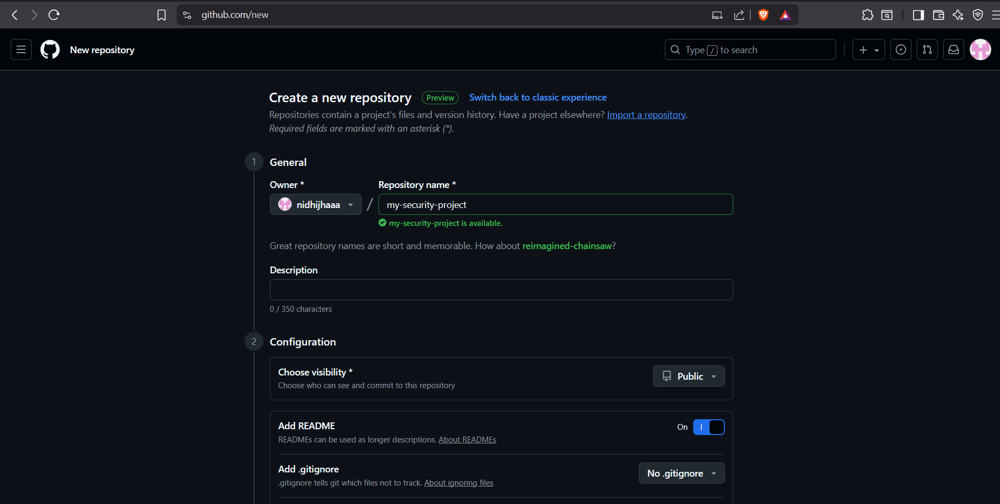 github.com/new
New repository
Type / to search
Create a new repository Preview Switch back to classic experience
Repositories contain a project's files and version history. Have a project elsewhere? Import a repository.
Required fields are marked with an asterisk (*).
1 General
Owner * Repository name *
nidhijhaaa / my-security-project
my-security-project is available.
Great repository names are short and memorable. How about reimagined-chainsaw?
Description
0 / 350 characters
2 Configuration
Choose visibility *
Public
Choose who can see and commit to this repository
Add README
On
READMEs can be used as longer descriptions. About READMEs
Add .gitignore
No .gitignore
.gitignore tells git which files not to track. About ignoring files